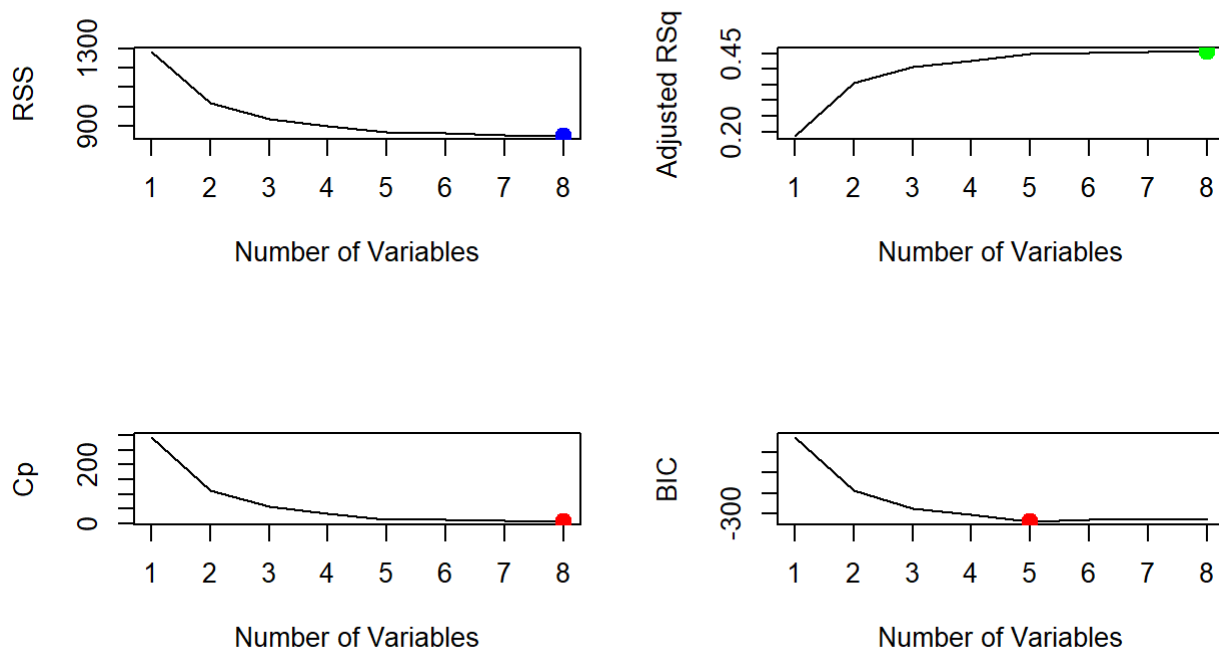 RSS
900 1300
1 2 3 4 5 6 7 8
Number of Variables
Adjusted RSq
0.20 0.45
1 2 3 4 5 6 7 8
Number of Variables
Cp
0 200
1 2 3 4 5 6 7 8
Number of Variables
BIC
-300
1 2 3 4 5 6 7 8
Number of Variables